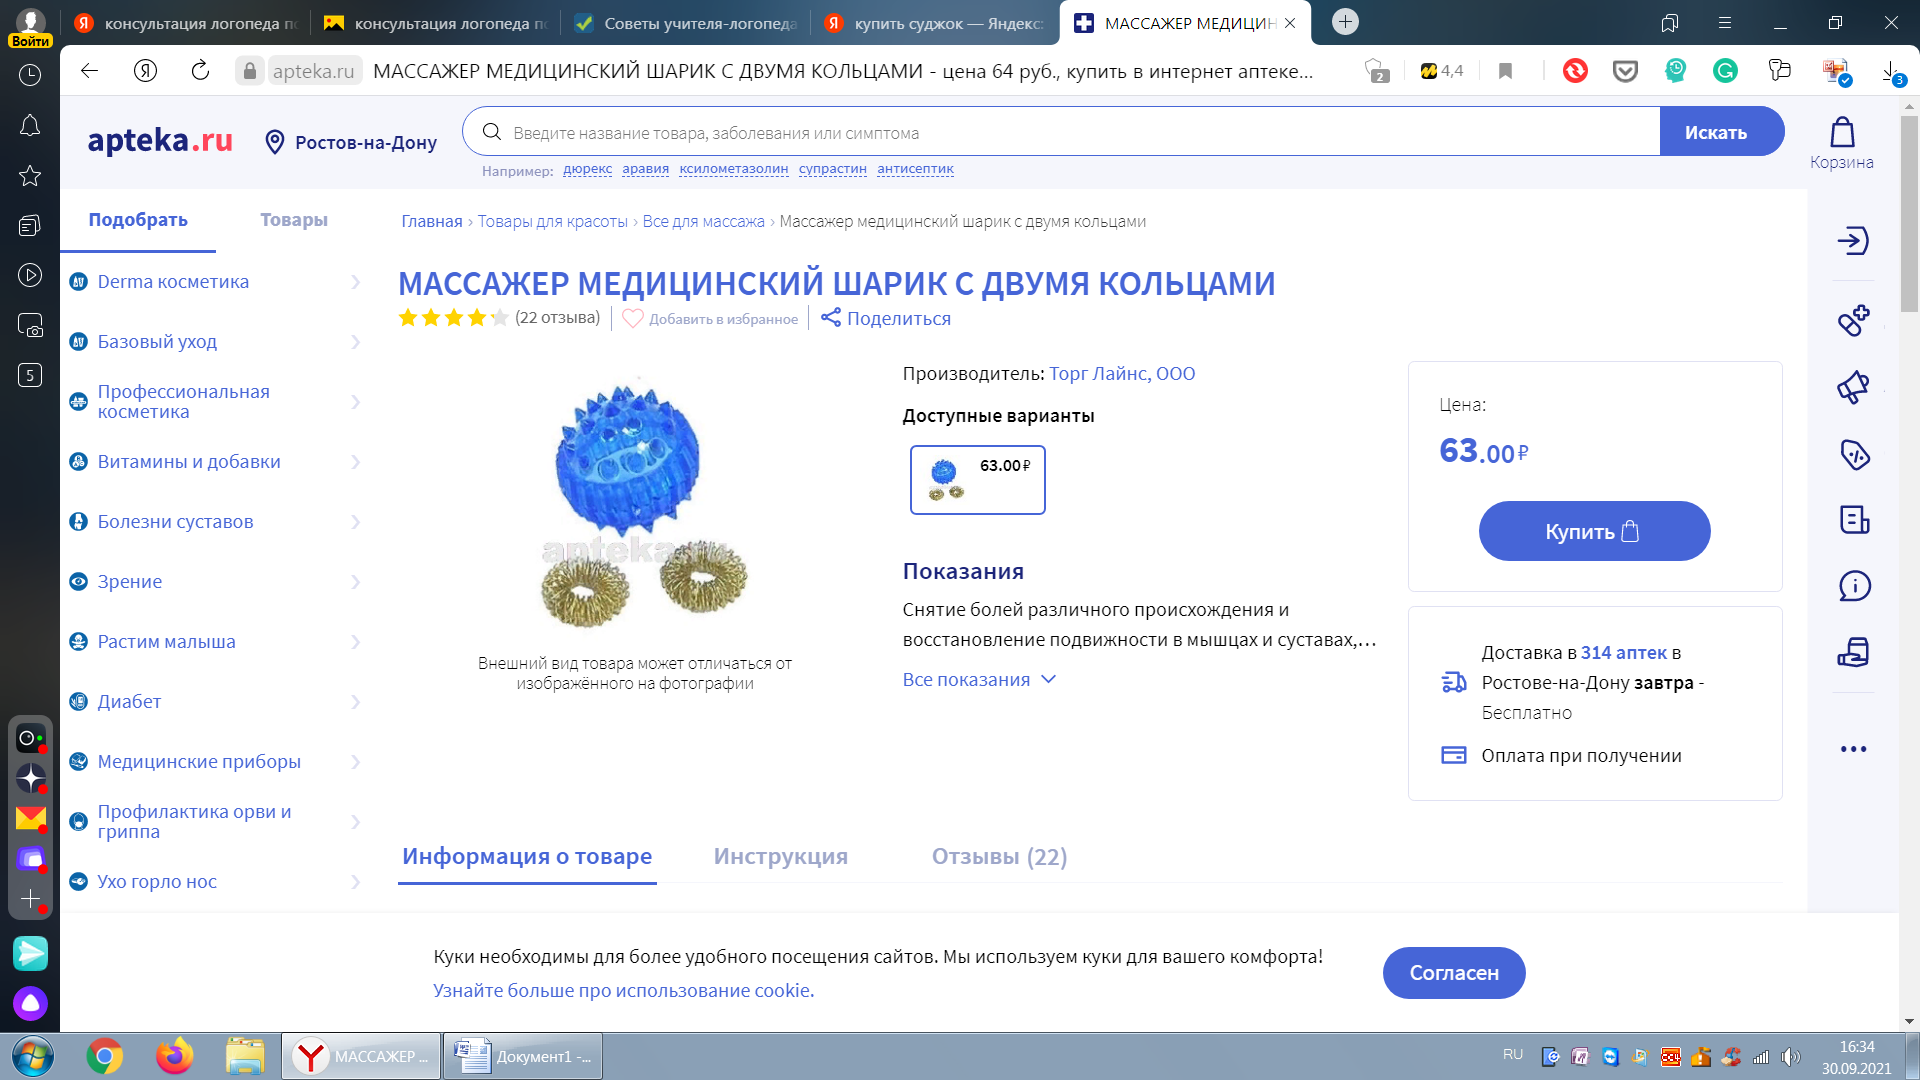 консультация логопеда по
консультация логопеда по
Советы учителя-логопеда
купить суджок — Яндекс:
МАССАЖЕР МЕДИЦИН
Войти
apteka.ru
МАССАЖЕР МЕДИЦИНСКИЙ ШАРИК С ДВУМЯ КОЛЬЦАМИ - цена 64 руб., купить в интернет аптеке...
2
4,4
3
5
apteka.ru
Ростов-на-Дону
Введите название товара, заболевания или симптома
Искать
Корзина
Например: дюрекс аравия ксилометазолин супрастин антисептик
Подобрать
Товары
Derma косметика
Базовый уход
Профессиональная
косметика
Витамины и добавки
Болезни суставов
Зрение
Растим малыша
Диабет
Медицинские приборы
Профилактика орви и
гриппа
Ухо горло нос
Главная › Товары для красоты › Все для массажа › Массажер медицинский шарик с двумя кольцами
МАССАЖЕР МЕДИЦИНСКИЙ ШАРИК С ДВУМЯ КОЛЬЦАМИ
(22 отзыва)
Добавить в избранное
Поделиться
apteka.ru
Внешний вид товара может отличаться от
изображённого на фотографии
Производитель: Торг Лайнс, ООО
Доступные варианты
63.00 ₽
Показания
Снятие болей различного происхождения и
восстановление подвижности в мышцах и суставах,...
Все показания
Цена:
63.00 ₽
Купить
Доставка в 314 аптек в
Ростове-на-Дону завтра -
Бесплатно
Оплата при получении
Информация о товаре
Инструкция
Отзывы (22)
Куки необходимы для более удобного посещения сайтов. Мы используем куки для вашего комфорта!
Узнайте больше про использование cookie.
Согласен
МАССАЖЕР ...
Документ1 -...
RU
16:34
30.09.2021